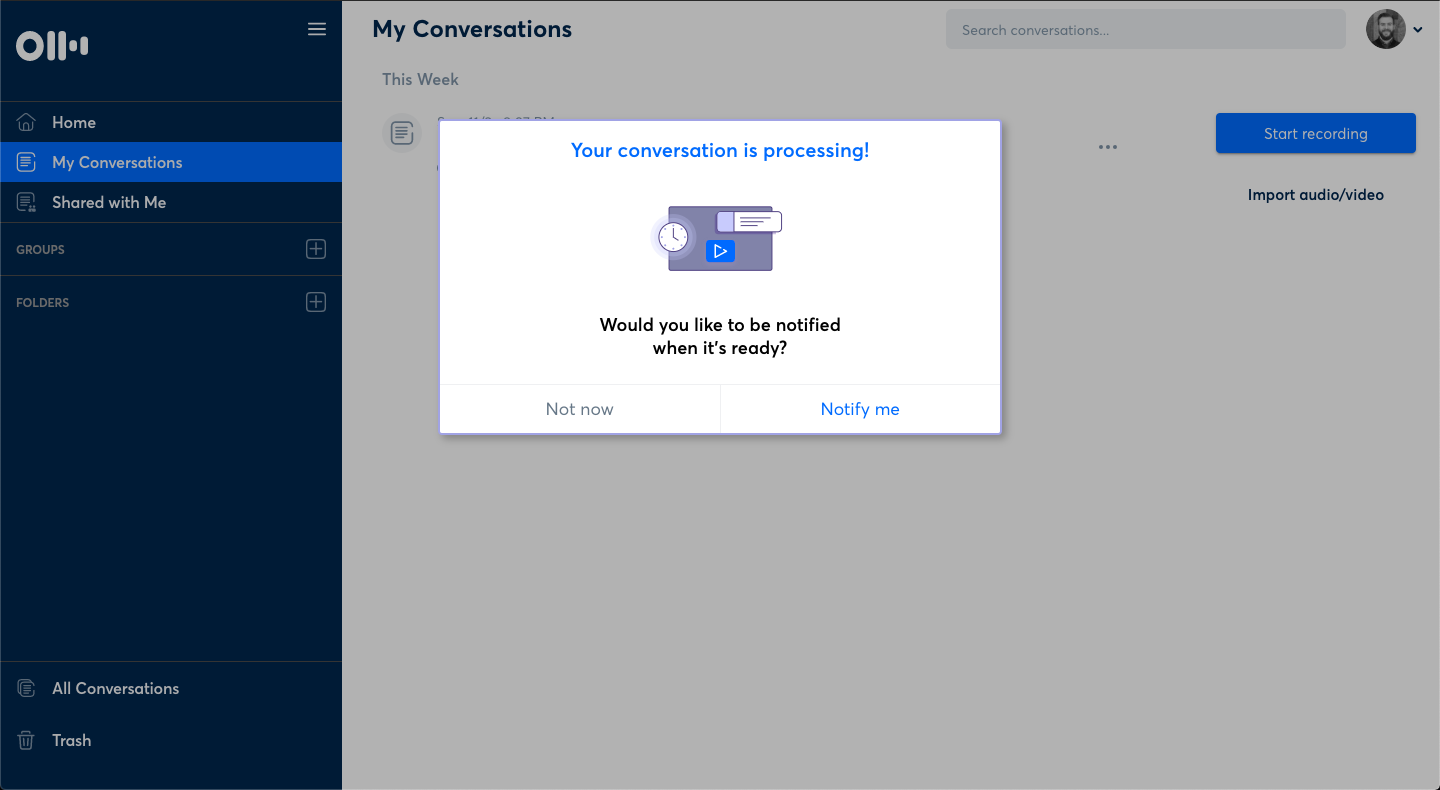 My Conversations
Search conversations...
Home
My Conversations
Shared with Me
GROUPS
FOLDERS
All Conversations
Trash
This Week
Start recording
Import audio/video
Your conversation is processing!
Would you like to be notified
when it's ready?
Not now
Notify me